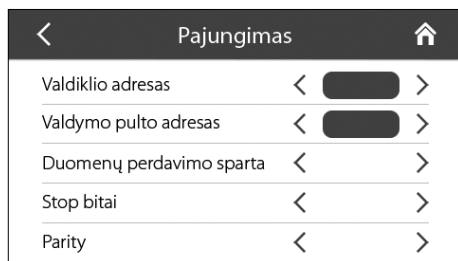 Pajungimas
Valdiklio adresas
Valdymo pulto adresas
Duomenų perdavimo sparta
Stop bitai
Parity